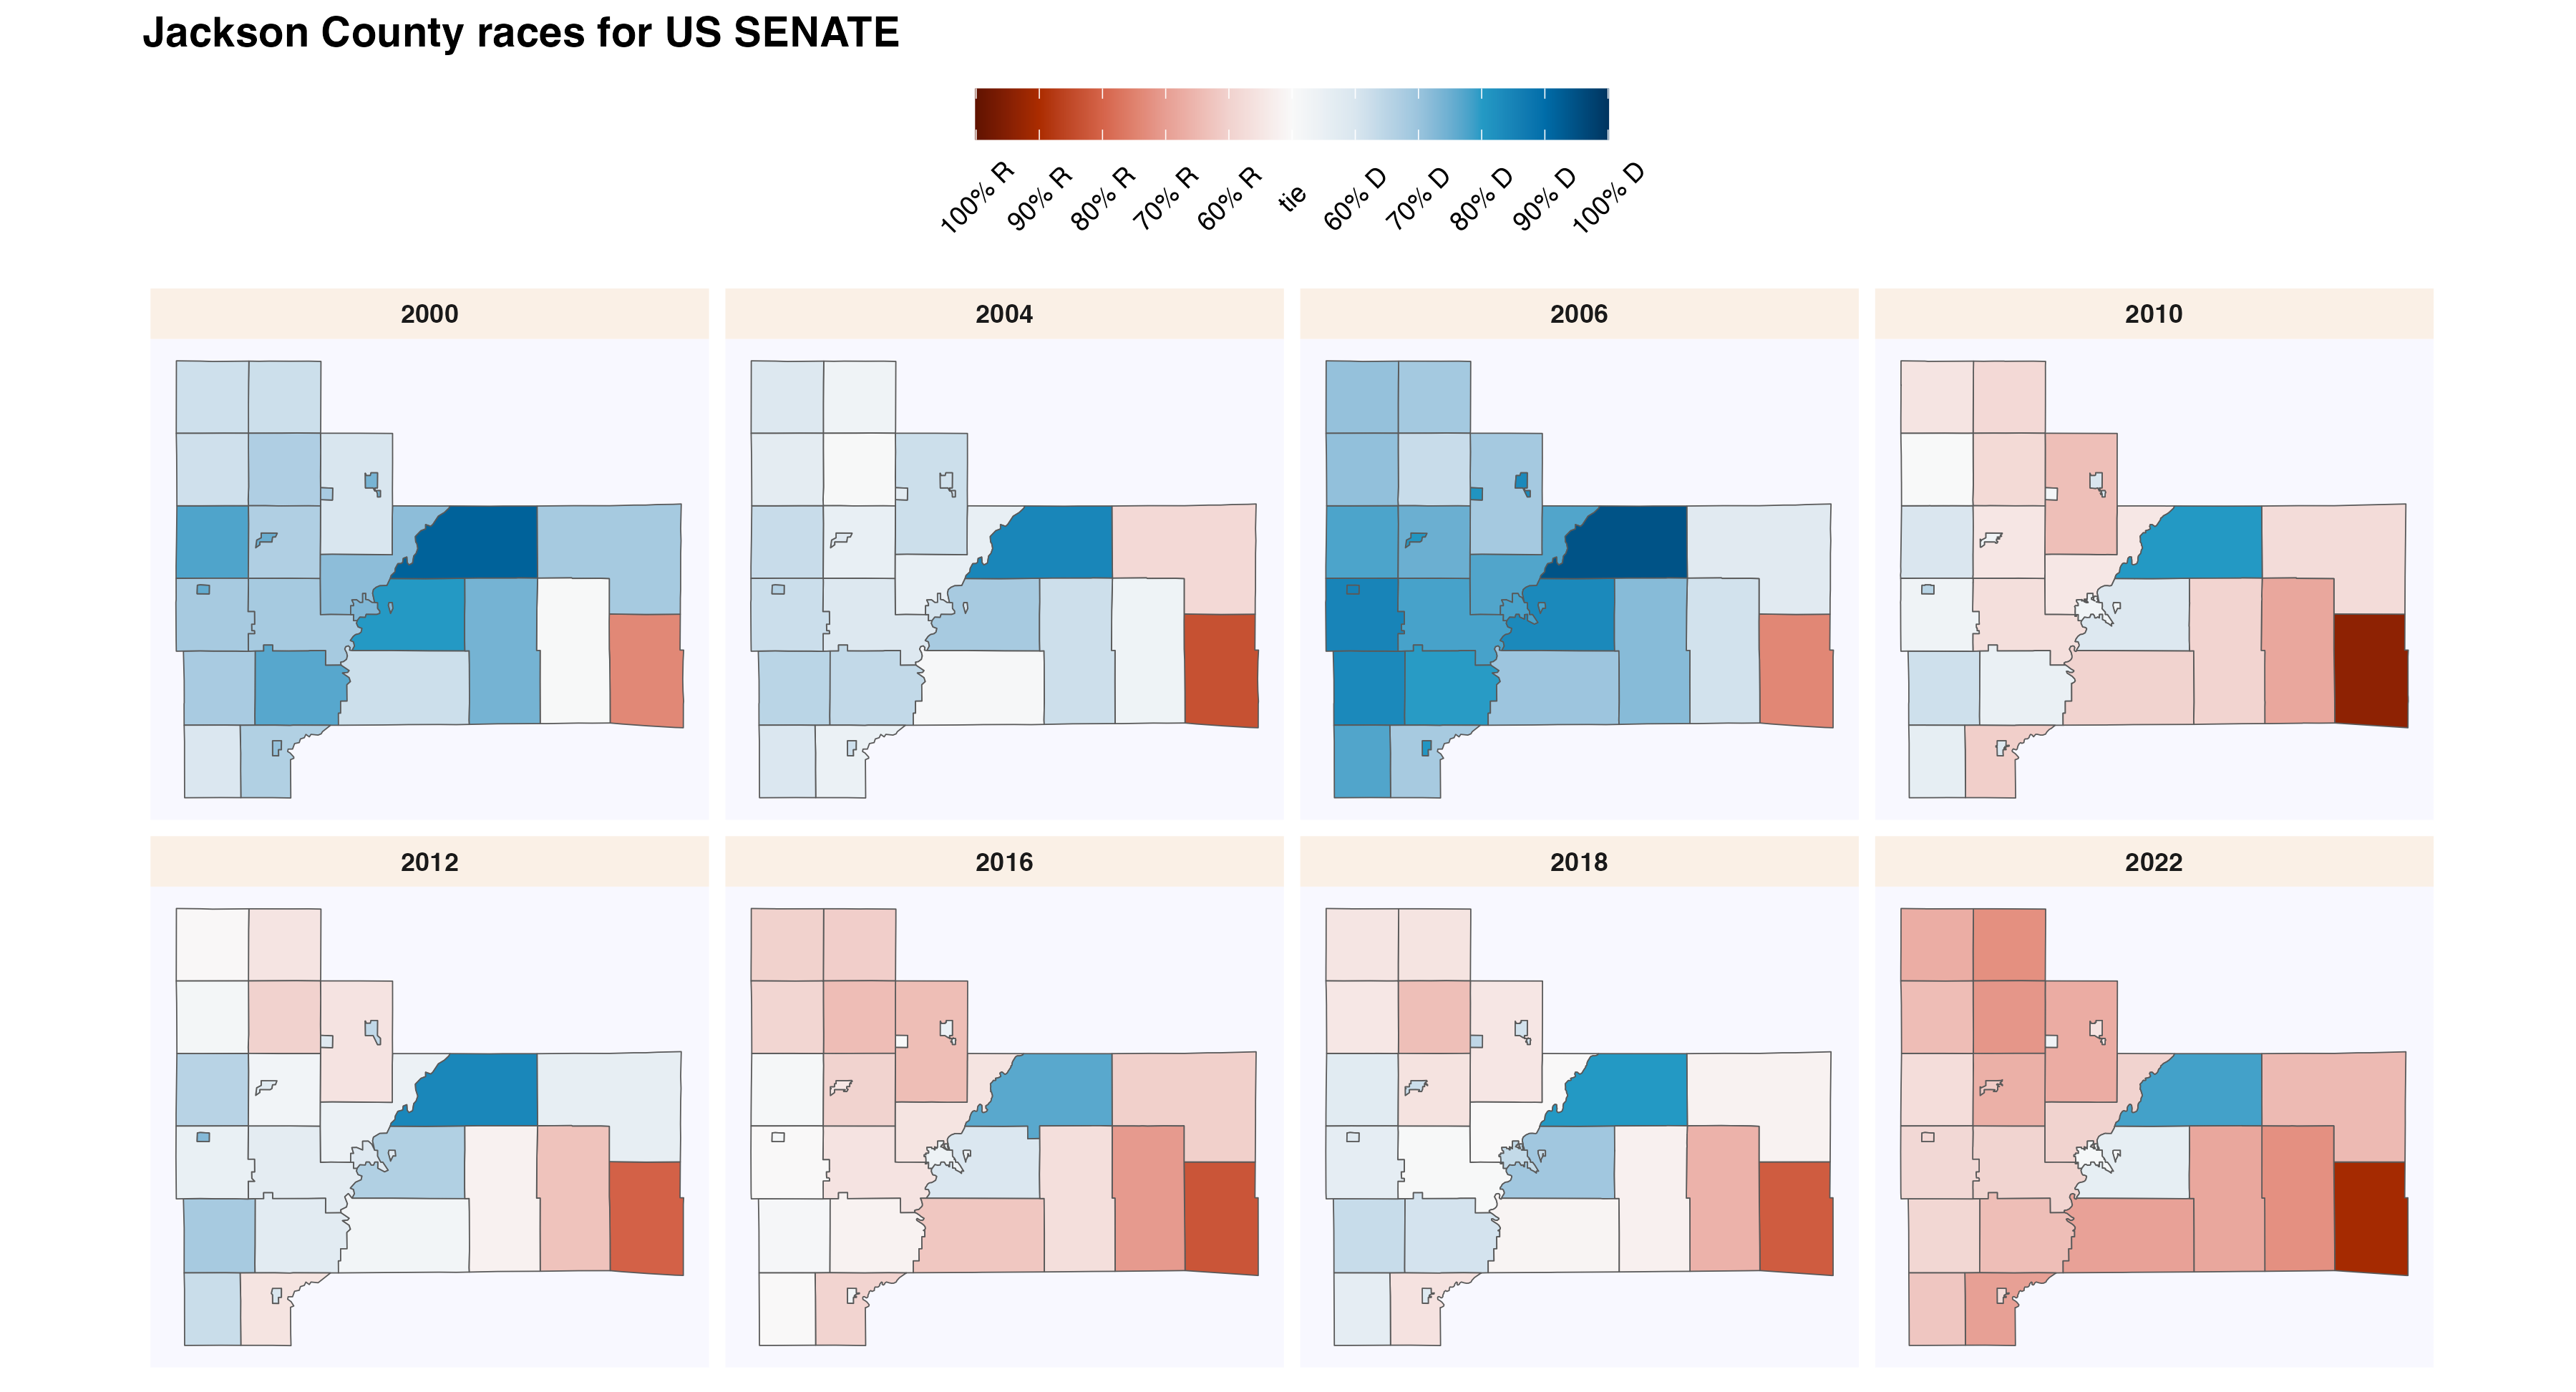 Jackson County races for US SENATE
100% R
90% R
80% R
70% R
60% R
tie
60% D
70% D
80% D
90% D
100% D
2000
2004
2006
2010
2012
2016
2018
2022